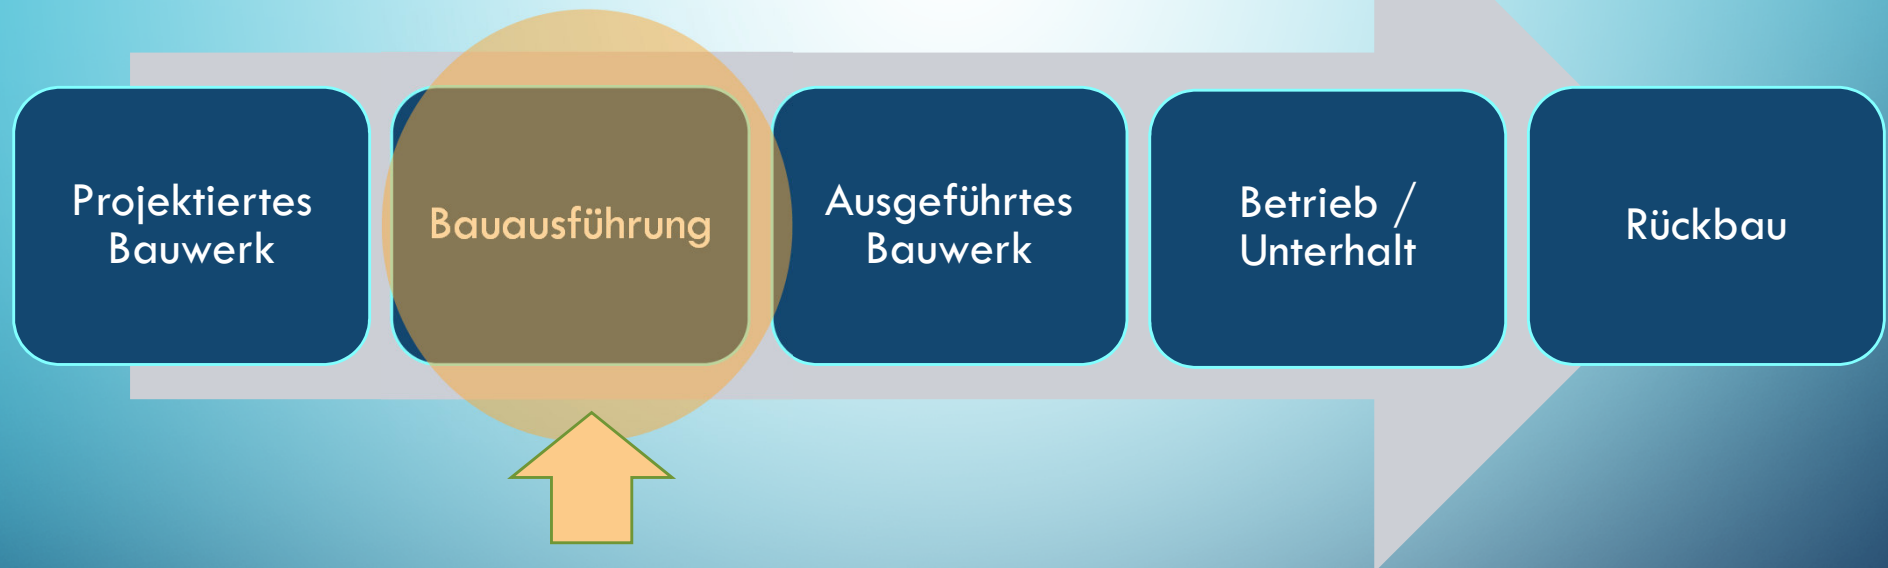 Projektiertes
Bauwerk
Bauausführung
Ausgeführtes
Bauwerk
Betrieb /
Unterhalt
Rückbau